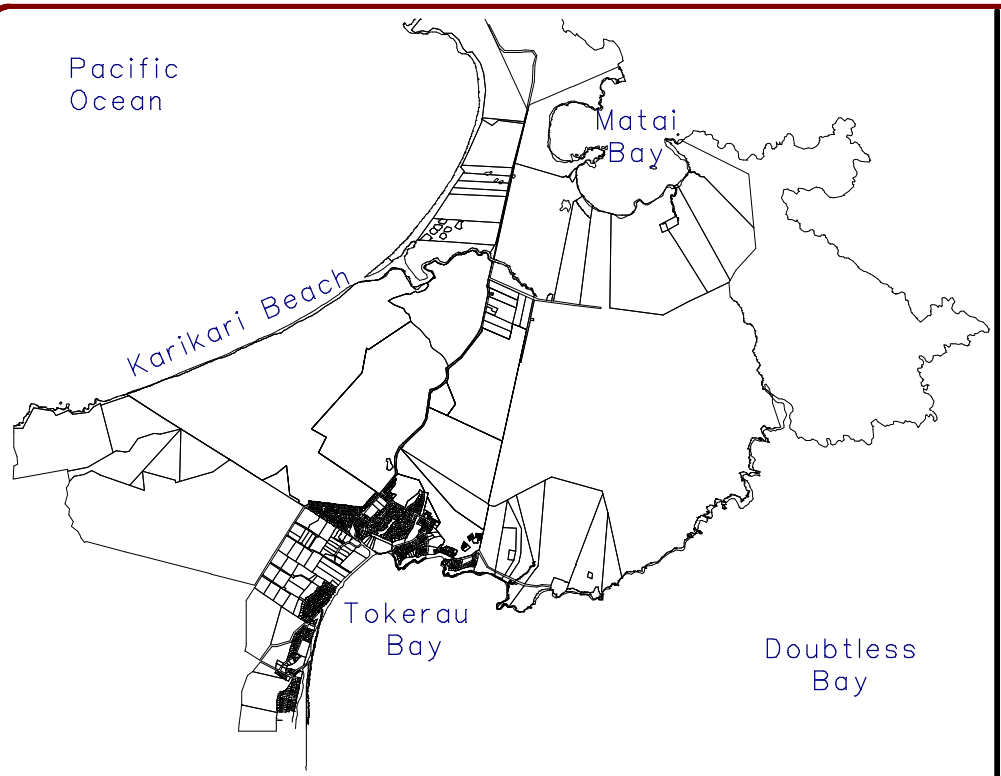 Pacific
Ocean
Matai
Bay
Karikari Beach
Tokerau
Bay
Doubtless
Bay